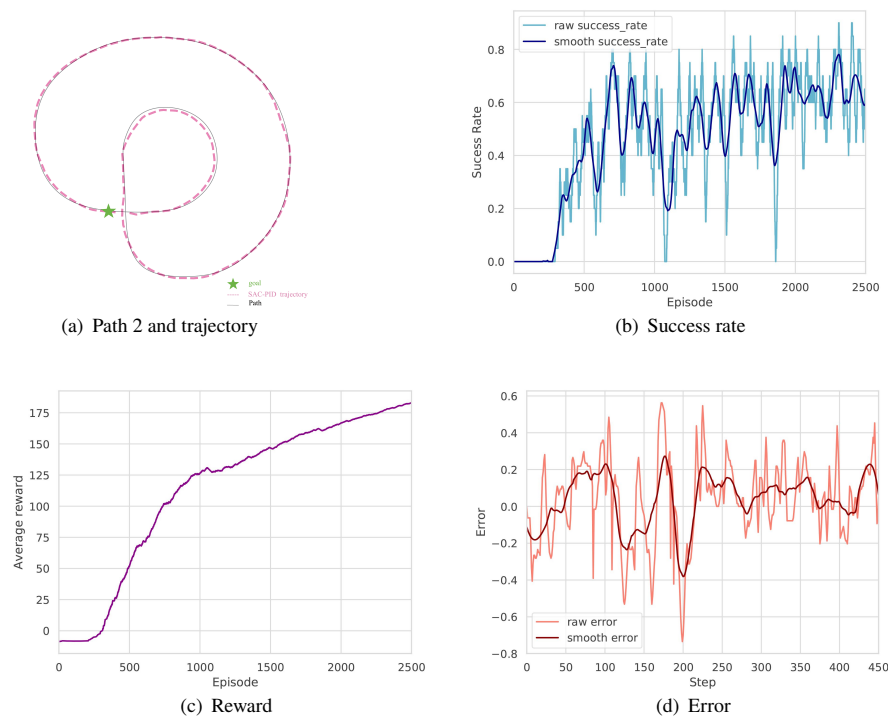 goal
SAC-PID trajectory
Path
(a) Path 2 and trajectory
raw success_rate
smooth success_rate
Sucess Rate
0.8
0.6
0.4
0.2
0.0
0 500 1000 1500 2000 2500
Episode
(b) Success rate
Average reward
175
150
125
100
75
50
25
0
0 500 1000 1500 2000 2500
Episode
(c) Reward
Error
0.6
0.4
0.2
0.0
−0.2
−0.4
−0.6
−0.8
raw error
smooth error
0 50 100 150 200 250 300 350 400 450
Step
(d) Error